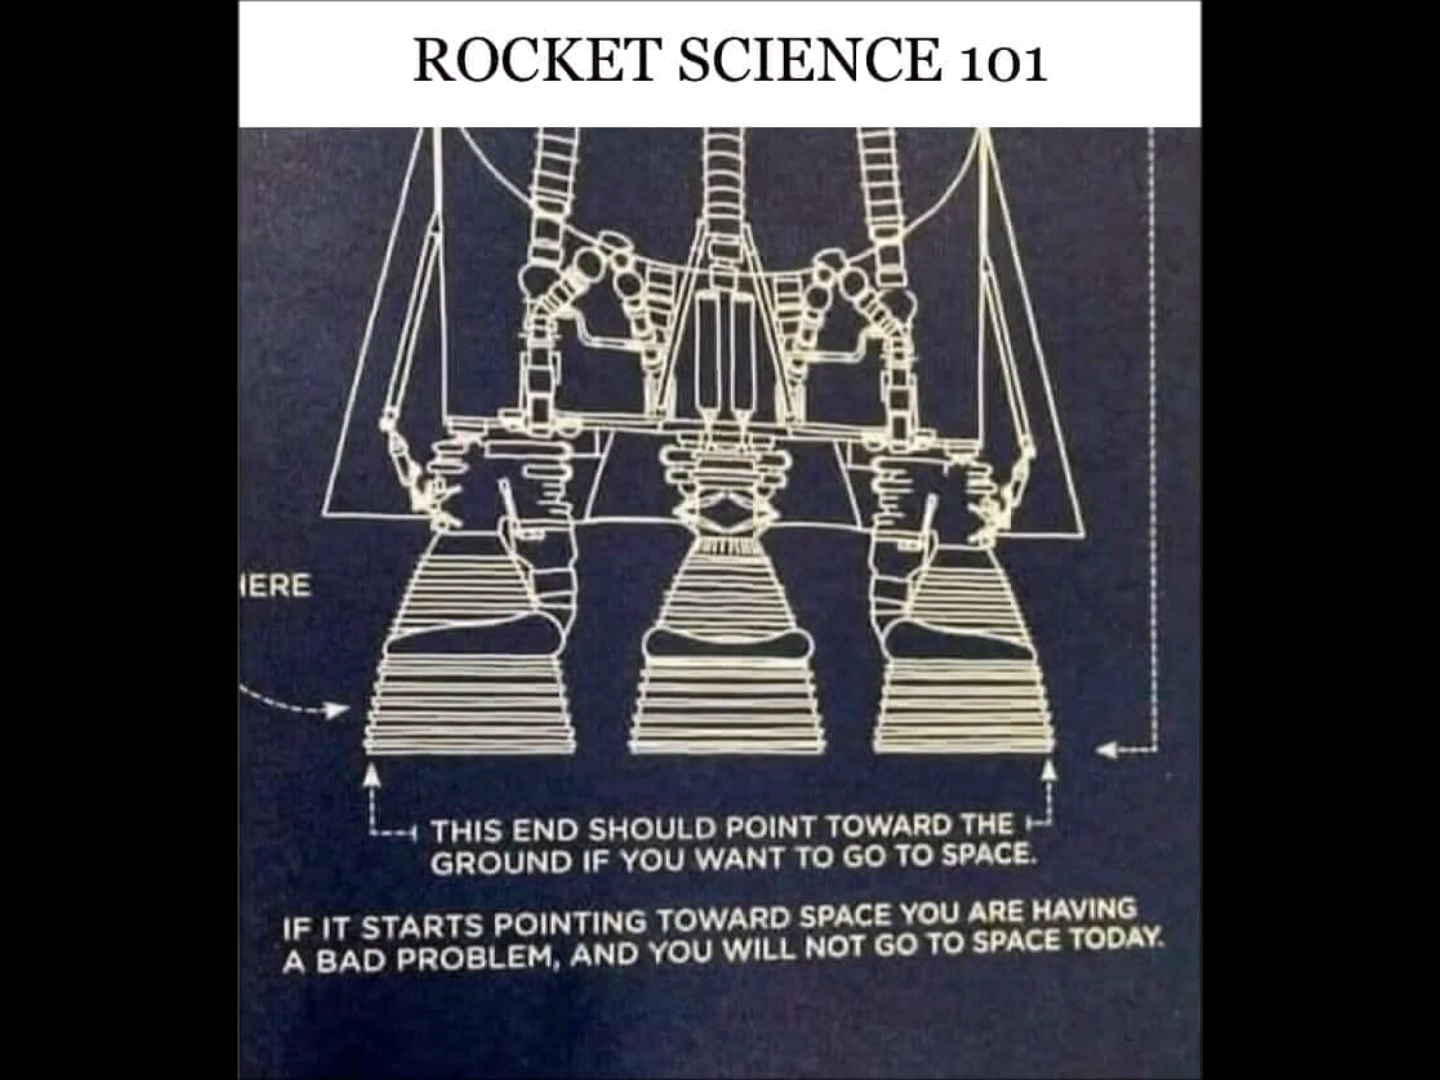 ROCKET SCIENCE 101
HERE
THIS END SHOULD POINT TOWARD THE
GROUND IF YOU WANT TO GO TO SPACE.
IF IT STARTS POINTING TOWARD SPACE YOU ARE HAVING
A BAD PROBLEM, AND YOU WILL NOT GO TO SPACE TODAY.